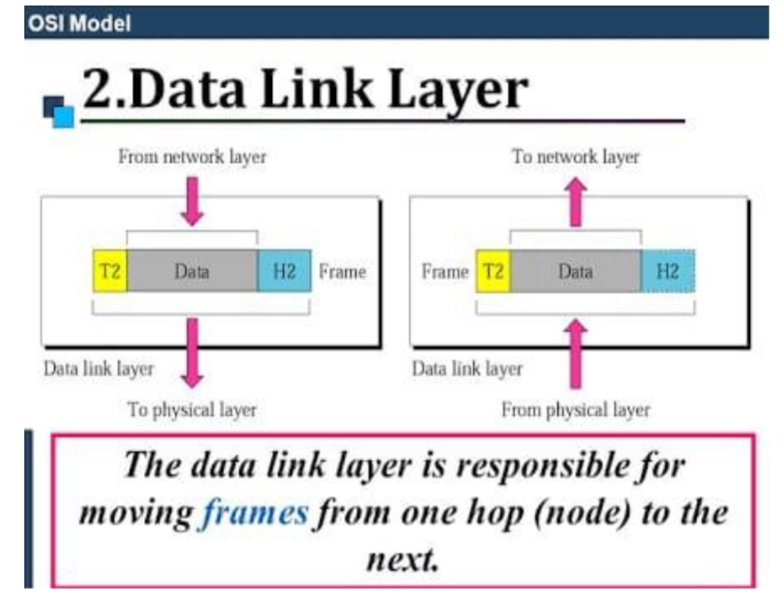 OSI Model
2.Data Link Layer
From network layer
To network layer
T2 Data H2 Frame
Frame T2 Data H2
Data link layer
Data link layer
To physical layer
From physical layer
The data link layer is responsible for
moving frames from one hop (node) to the
next.